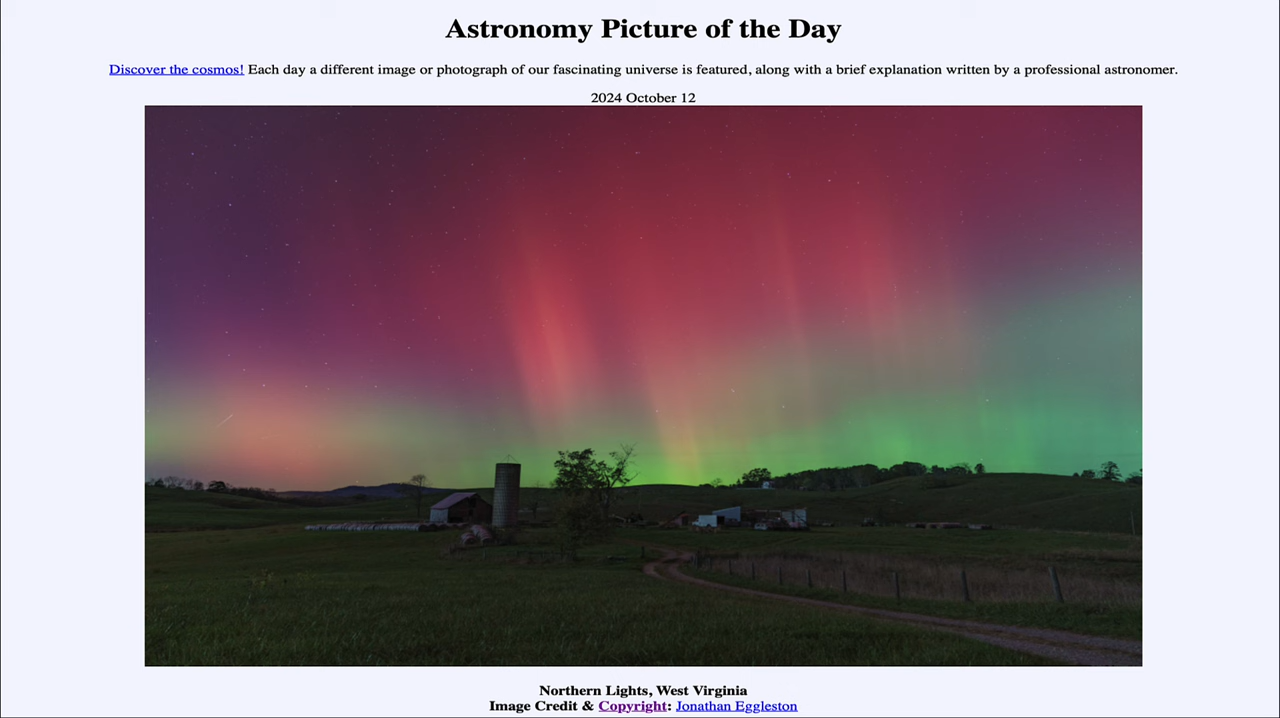 Astronomy Picture of the Day
Discover the cosmos! Each day a different image or photograph of our fascinating universe is featured, along with a brief explanation written by a professional astronomer.
2024 October 12
Northern Lights, West Virginia
Image Credit & Copyright: Jonathan Eggleston